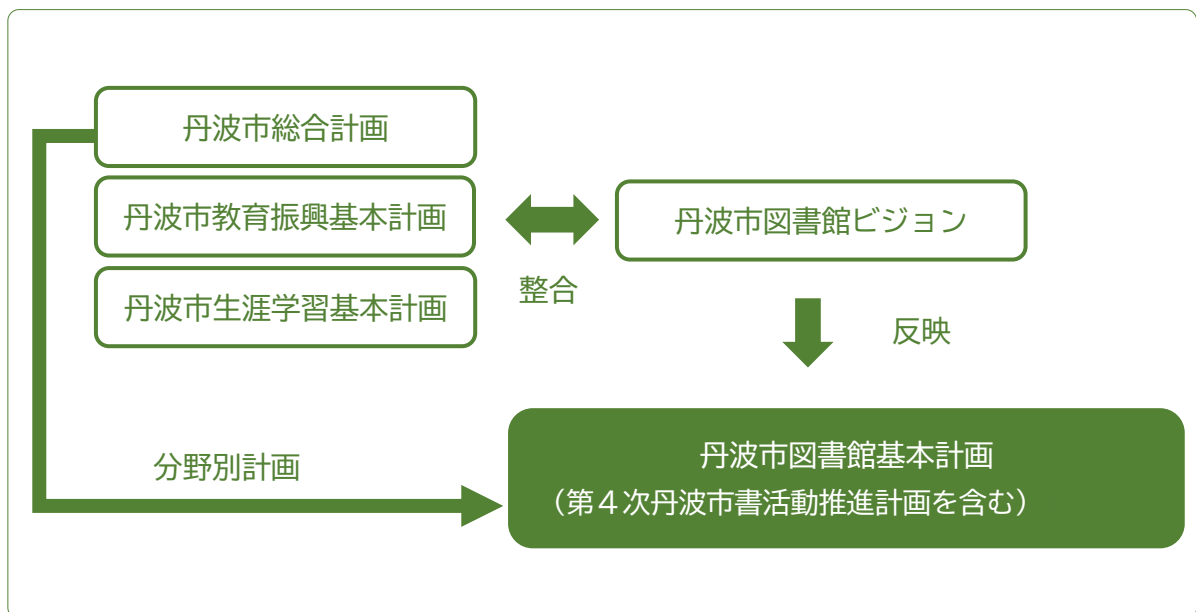 丹波市総合計画
丹波市教育振興基本計画
丹波市生涯学習基本計画
整合
丹波市図書館ビジョン
反映
分野別計画
丹波市図書館基本計画
（第４次丹波市書活動推進計画を含む）